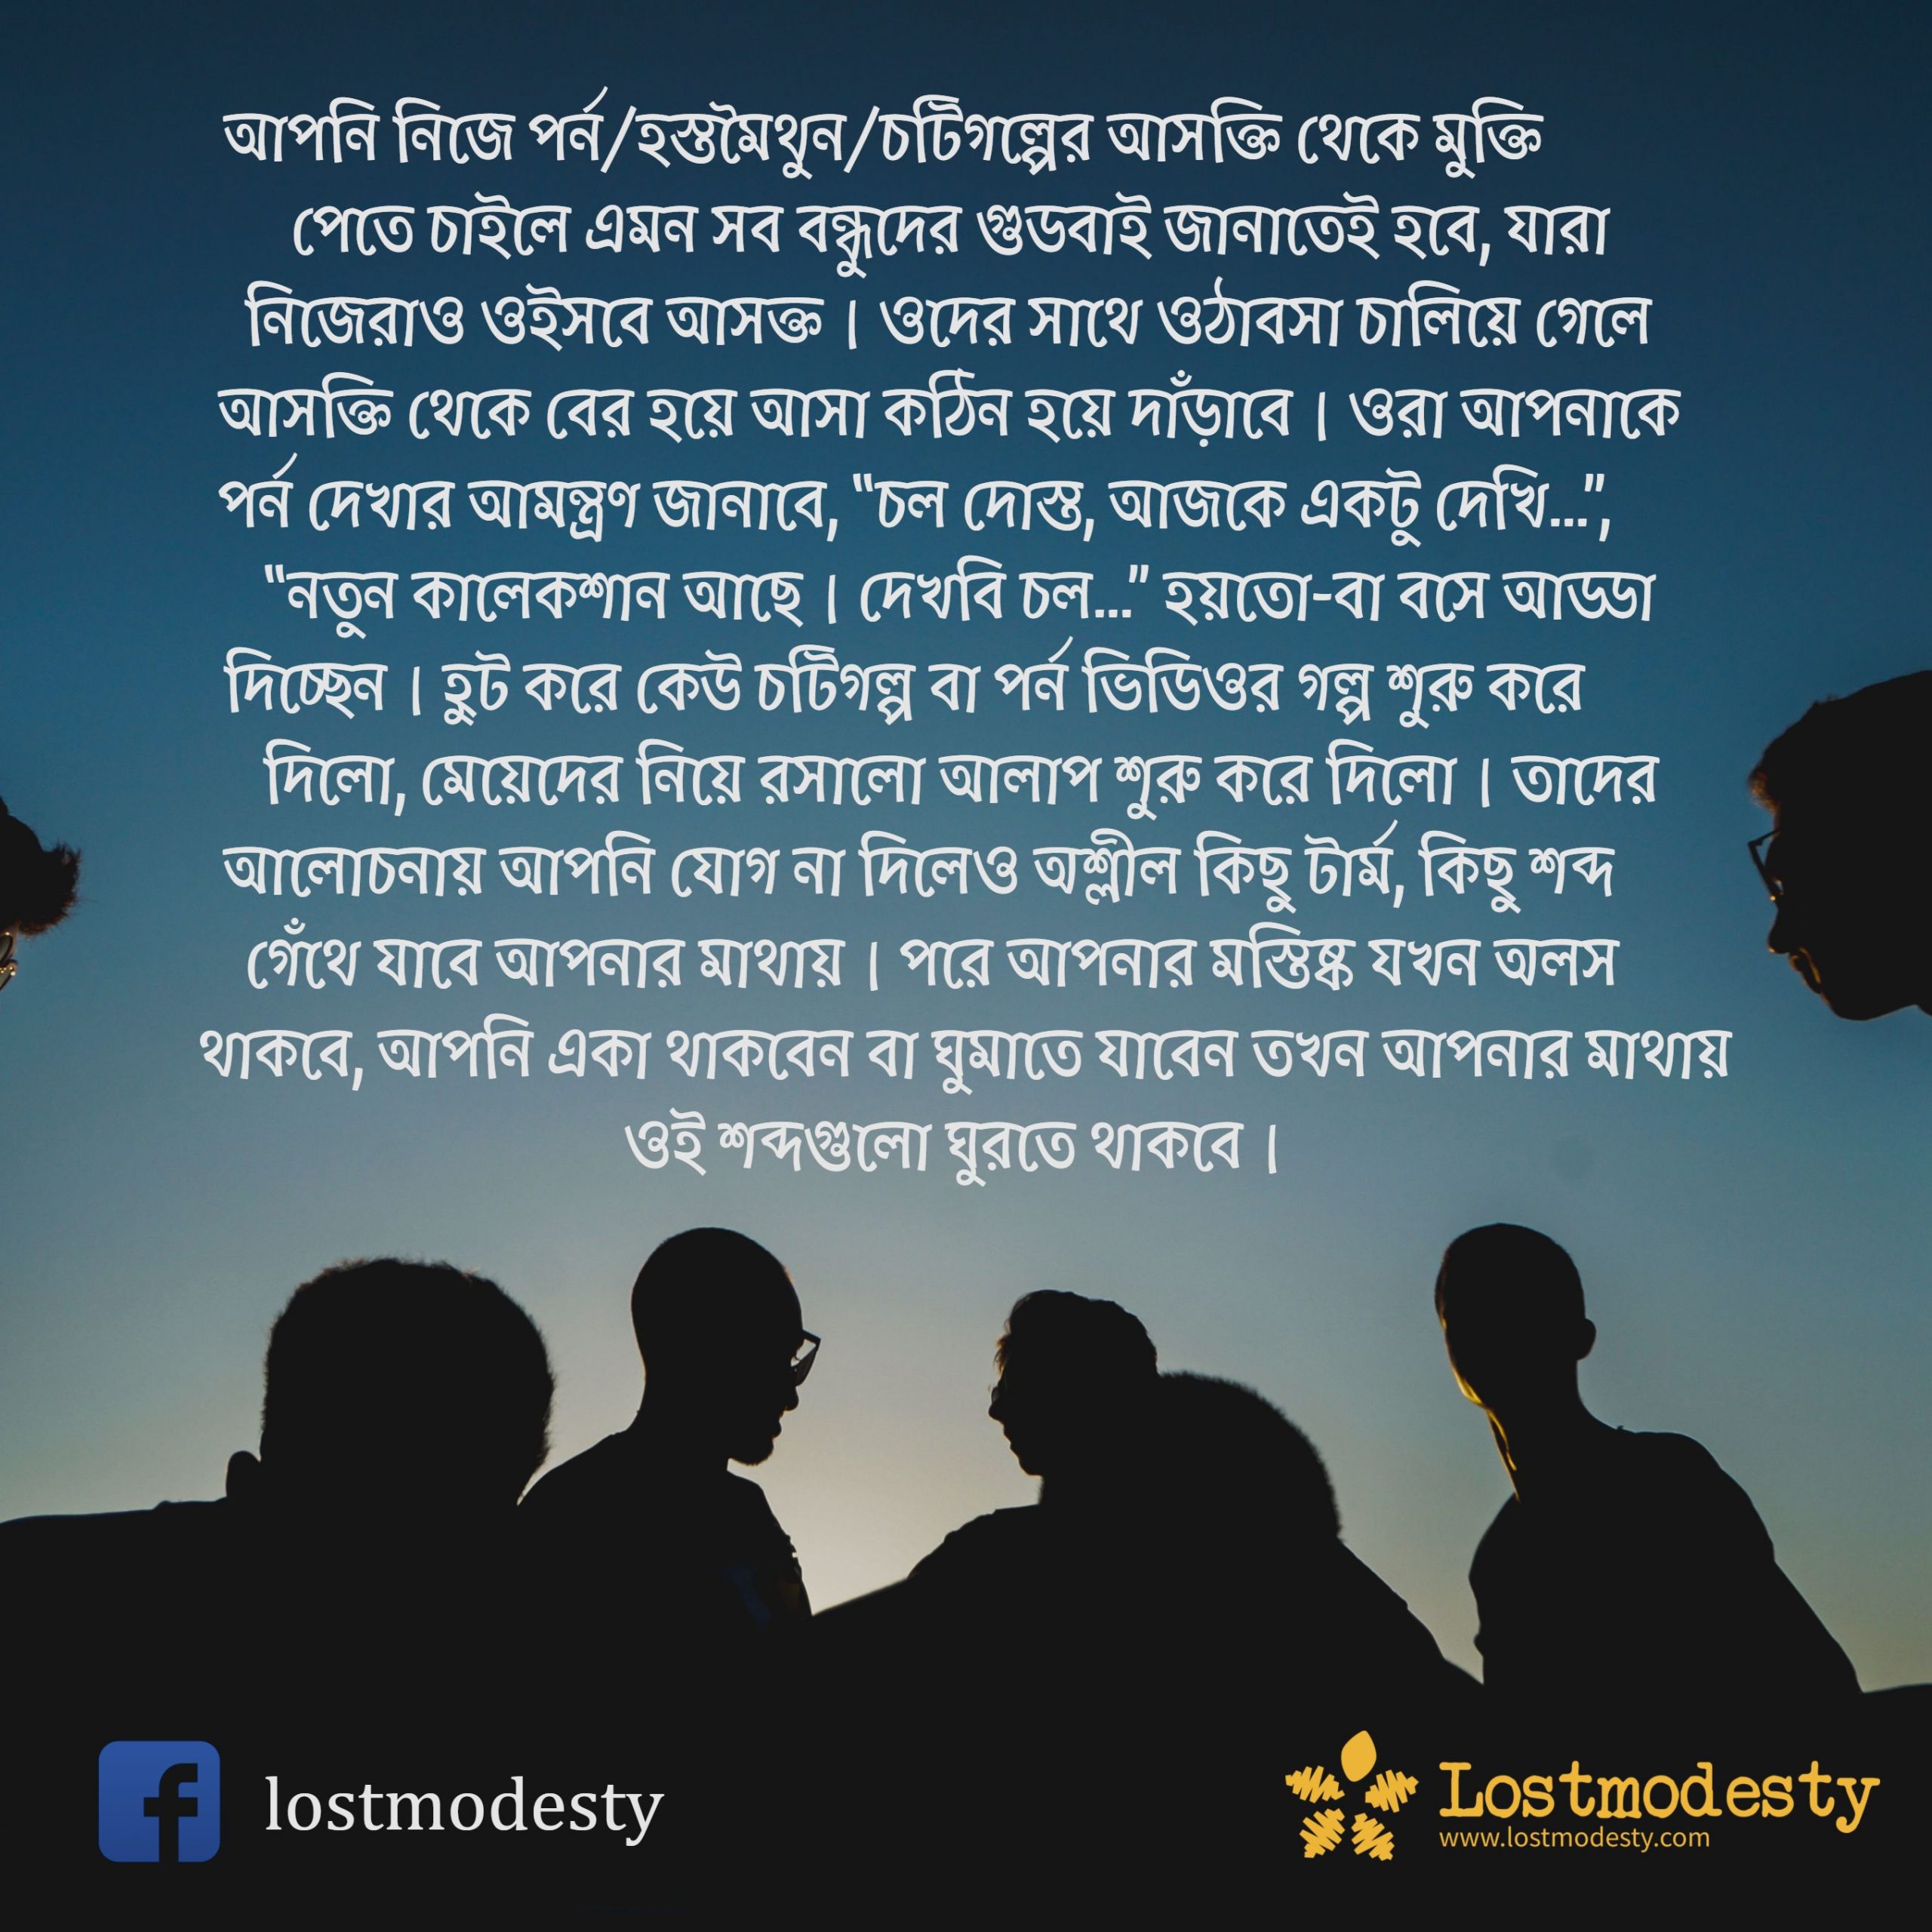 আপনি নিজে পর্ন/হস্তমৈথুন/চটিগল্পের আসক্তি থেকে মুক্তি
পেতে চাইলে এমন সব বন্ধুদের গুডবাই জানাতেই হবে, যারা
নিজেরাও ওইসবে আসক্ত । ওদের সাথে ওঠাবসা চালিয়ে গেলে
আসক্তি থেকে বের হয়ে আসা কঠিন হয়ে দাঁড়াবে । ওরা আপনাকে
পর্ন দেখার আমন্ত্রণ জানাবে, "চল দোস্ত, আজকে একটু দেখি...",
"নতুন কালেকশান আছে । দেখবি চল..." হয়তো-বা বসে আড্ডা
দিচ্ছেন । হুট করে কেউ চটিগল্প বা পর্ন ভিডিওর গল্প শুরু করে
দিলো, মেয়েদের নিয়ে রসালো আলাপ শুরু করে দিলো । তাদের
আলোচনায় আপনি যোগ না দিলেও অশ্লীল কিছু টার্ম, কিছু শব্দ
গেঁথে যাবে আপনার মাথায় । পরে আপনার মস্তিষ্ক যখন অলস
থাকবে, আপনি একা থাকবেন বা ঘুমাতে যাবেন তখন আপনার মাথায়
ওই শব্দগুলো ঘুরতে থাকবে ।
lostmodesty
Lostmodesty
www.lostmodesty.com